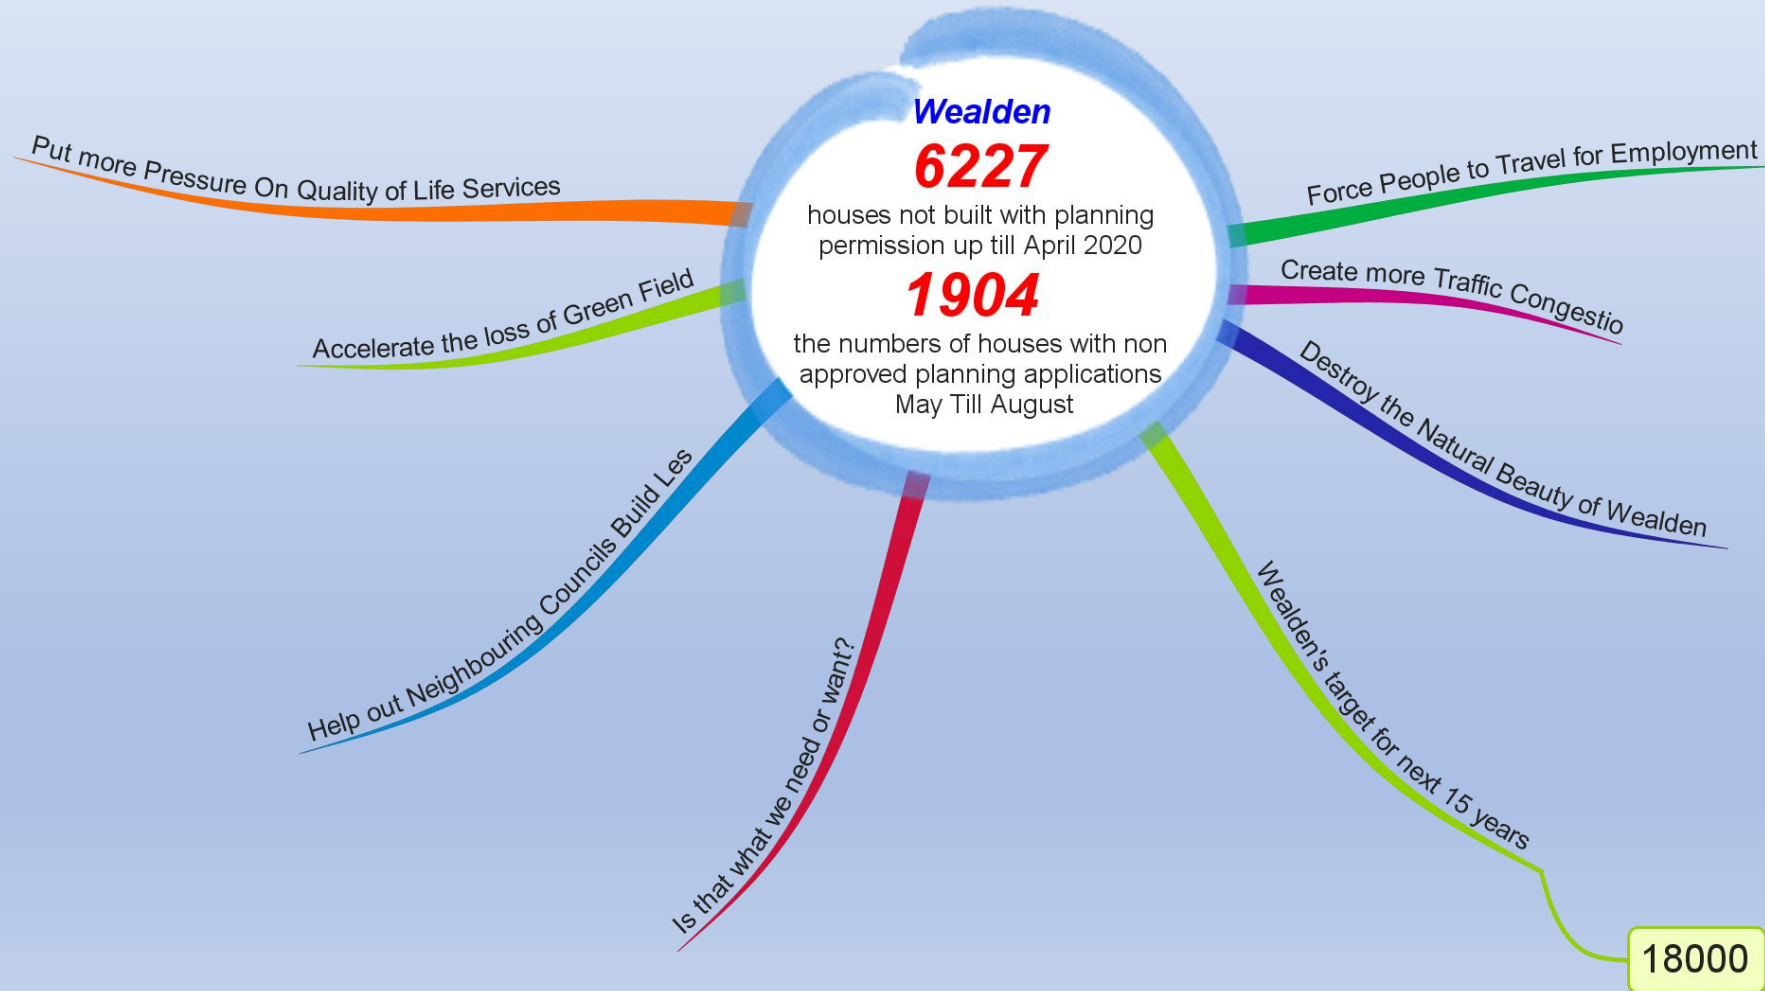 Wealden
6227
houses not built with planning
permission up till April 2020
1904
the numbers of houses with non
approved planning applications
May Till August
Force People to Travel for Employment
Create more Traffic Congestio
Destroy the Natural Beauty of Wealden
Wealden's target for next 15 years
18000
Is that what we need or want?
Help out Neighbouring Councils Build Les
Accelerate the loss of Green Field
Put more Pressure On Quality of Life Services